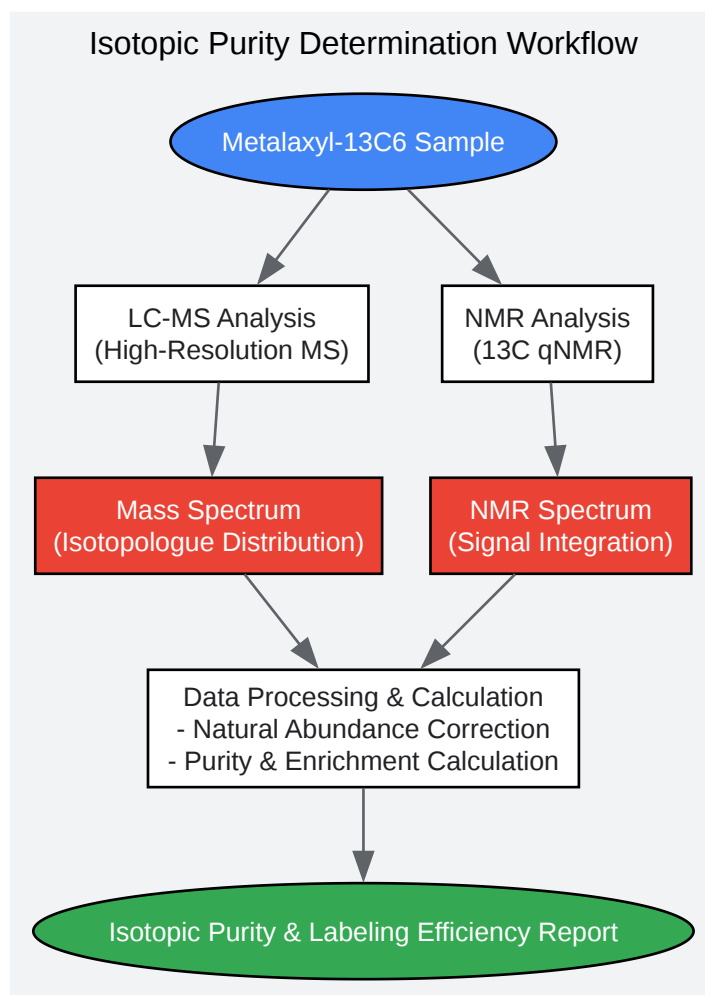 Isotopic Purity Determination Workflow
Metalaxyl-13C6 Sample
LC-MS Analysis
(High-Resolution MS)
NMR Analysis
(13C qNMR)
Mass Spectrum
(Isotopologue Distribution)
NMR Spectrum
(Signal Integration)
Data Processing & Calculation
- Natural Abundance Correction
- Purity & Enrichment Calculation
Isotopic Purity & Labeling Efficiency Report